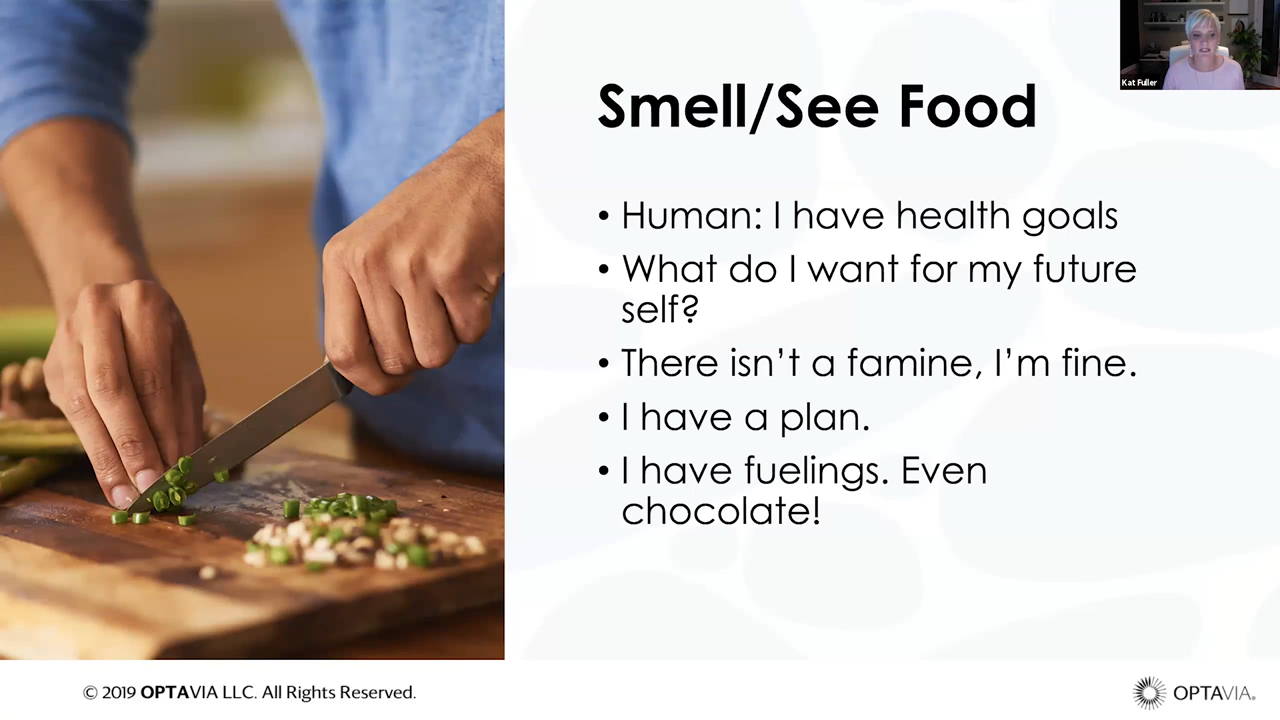 Smell/See Food
Kat Fuller
• Human: I have health goals
• What do I want for my future
self?
• There isn't a famine, I'm fine.
• I have a plan.
• I have fuelings. Even
chocolate!
© 2019 OPTAVIA LLC. All Rights Reserved.
OPTAVIA®